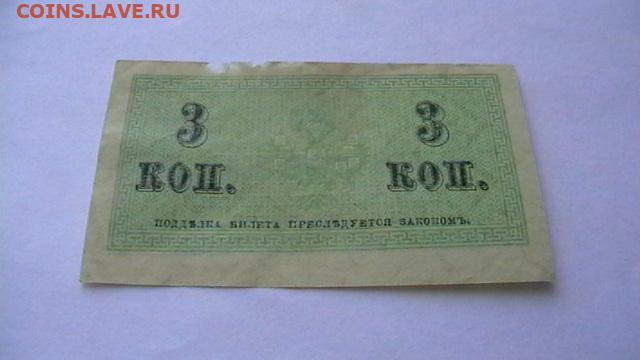 COINS.LAVE.RU
3 3
КОП. КОП.
ПОДДѢЛКА БИЛЕТА ПРЕСЛѢДУЕТСЯ ЗАКОНОМЪ.